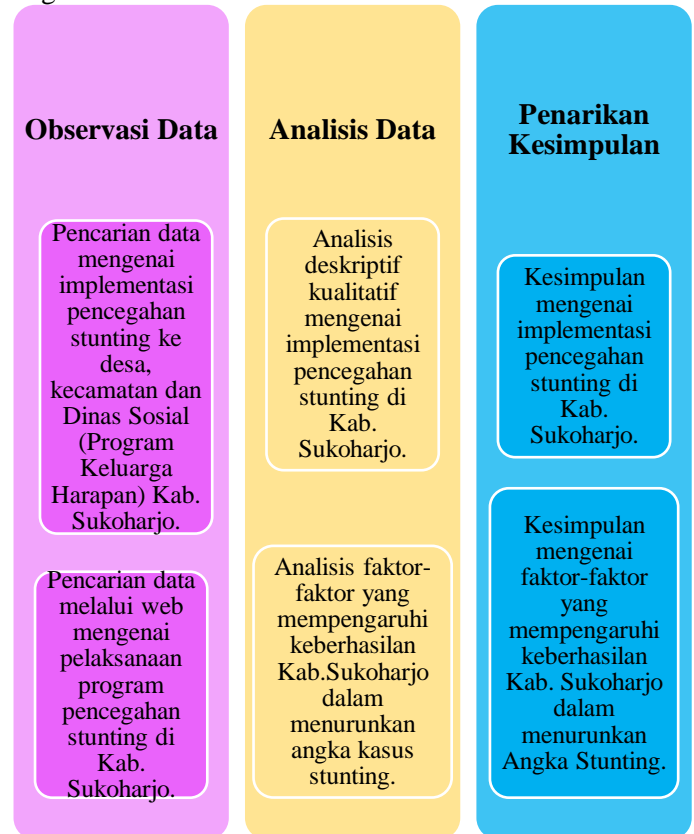 Observasi Data
Pencarian data
mengenai
implementasi
pencegahan
stunting ke
desa,
kecamatan dan
Dinas Sosial
(Program
Keluarga
Harapan) Kab.
Sukoharjo.
Pencarian data
melalui web
mengenai
pelaksanaan
program
pencegahan
stunting di
Kab.
Sukoharjo.
Analisis Data
Analisis
deskriptif
kualitatif
mengenai
implementasi
pencegahan
stunting di
Kab.
Sukoharjo.
Analisis faktor-
faktor yang
mempengaruhi
keberhasilan
Kab.Sukoharjo
dalam
menurunkan
angka kasus
stunting.
Penarikan
Kesimpulan
Kesimpulan
mengenai
implementasi
pencegahan
stunting di
Kab.
Sukoharjo.
Kesimpulan
mengenai
faktor-faktor
yang
mempengaruhi
keberhasilan
Kab. Sukoharjo
dalam
menurunkan
Angka Stunting.